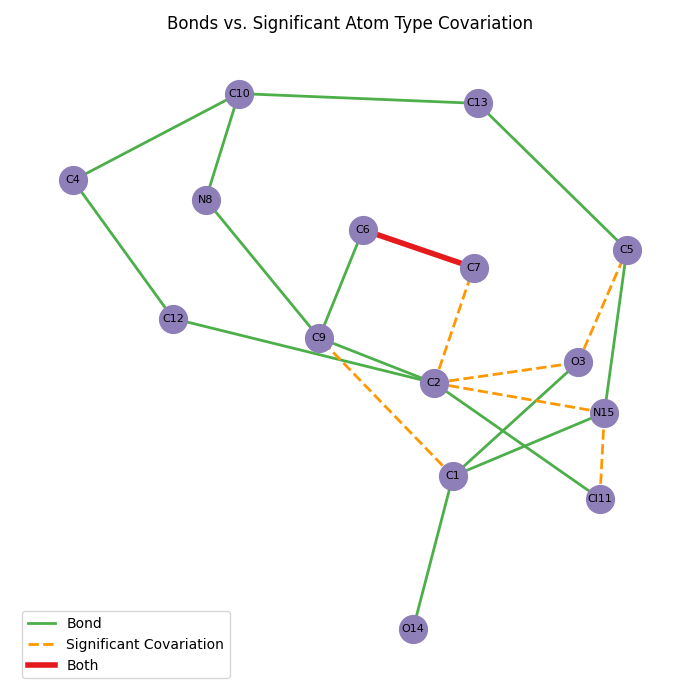 Bonds vs. Significant Atom Type Covariation
C10
C13
C4
N8
C6
C5
C7
C12
C9
O3
C2
N15
C1
Cl11
O14
Bond
Significant Covariation
Both